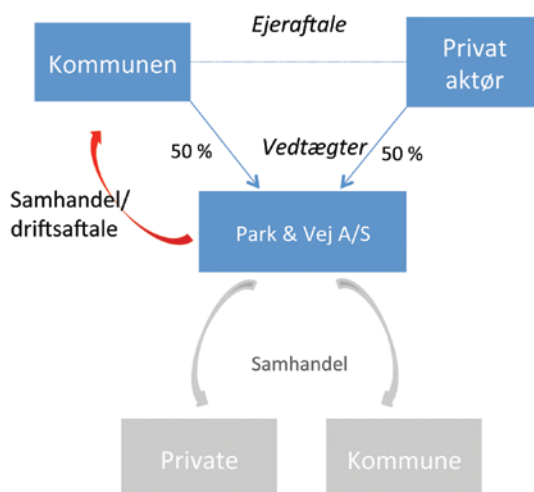 Ejeraftale
Kommunen
Privat
aktør
50 %
Vedtægter
50 %
Samhandel/
driftsaftale
Park & Vej A/S
Samhandel
Private
Kommune